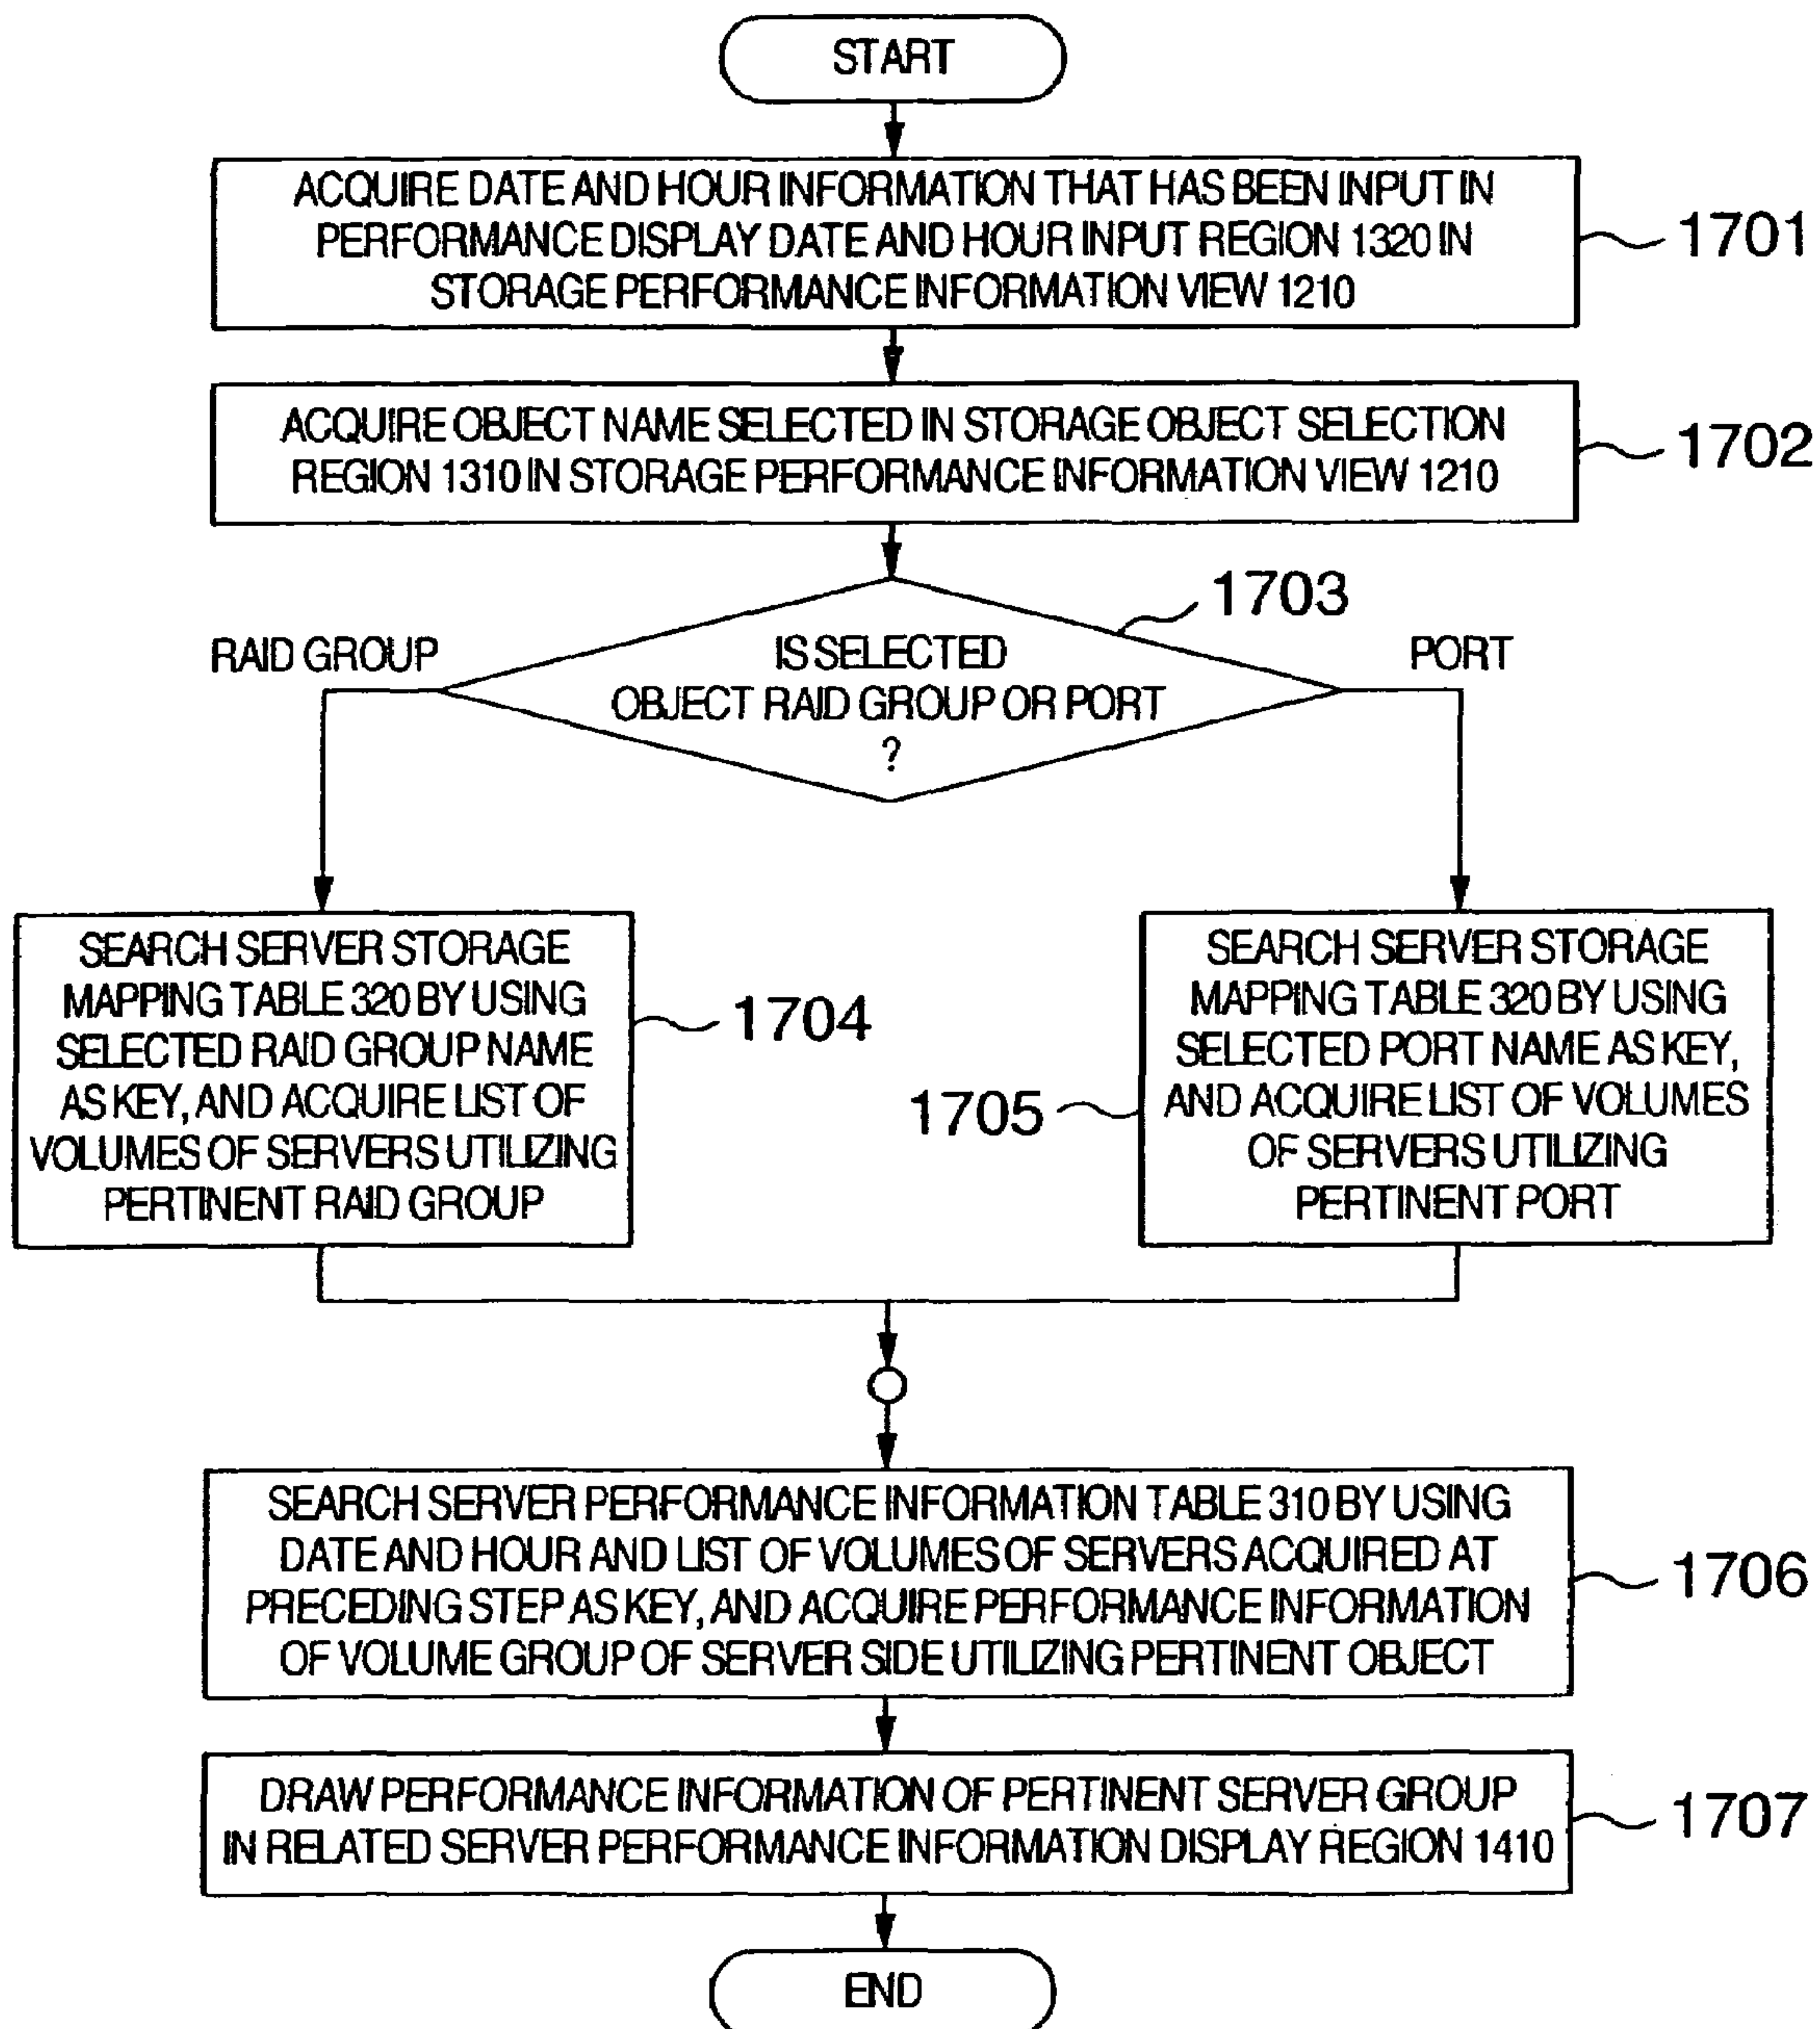 START
ACQUIRE DATE AND HOUR INFORMATION THAT HAS BEEN INPUT IN
PERFORMANCE DISPLAY DATE AND HOUR INPUT REGION 1320 IN
STORAGE PERFORMANCE INFORMATION VIEW 1210
1701
ACQUIRE OBJECT NAME SELECTED IN STORAGE OBJECT SELECTION
REGION 1310 IN STORAGE PERFORMANCE INFORMATION VIEW 1210
1702
1703
RAID GROUP
IS SELECTED
OBJECT RAID GROUP OR PORT
?
PORT
SEARCH SERVER STORAGE
MAPPING TABLE 320 BY USING
SELECTED RAID GROUP NAME
AS KEY, AND ACQUIRE LIST OF
VOLUMES OF SERVERS UTILIZING
PERTINENT RAID GROUP
1704
SEARCH SERVER STORAGE
MAPPING TABLE 320 BY USING
SELECTED PORT NAME AS KEY,
AND ACQUIRE LIST OF VOLUMES
OF SERVERS UTILIZING
PERTINENT PORT
1705
SEARCH SERVER PERFORMANCE INFORMATION TABLE 310 BY USING
DATE AND HOUR AND LIST OF VOLUMES OF SERVERS ACQUIRED AT
PRECEDING STEP AS KEY, AND ACQUIRE PERFORMANCE INFORMATION
OF VOLUME GROUP OF SERVER SIDE UTILIZING PERTINENT OBJECT
1706
DRAW PERFORMANCE INFORMATION OF PERTINENT SERVER GROUP
IN RELATED SERVER PERFORMANCE INFORMATION DISPLAY REGION 1410
1707
END